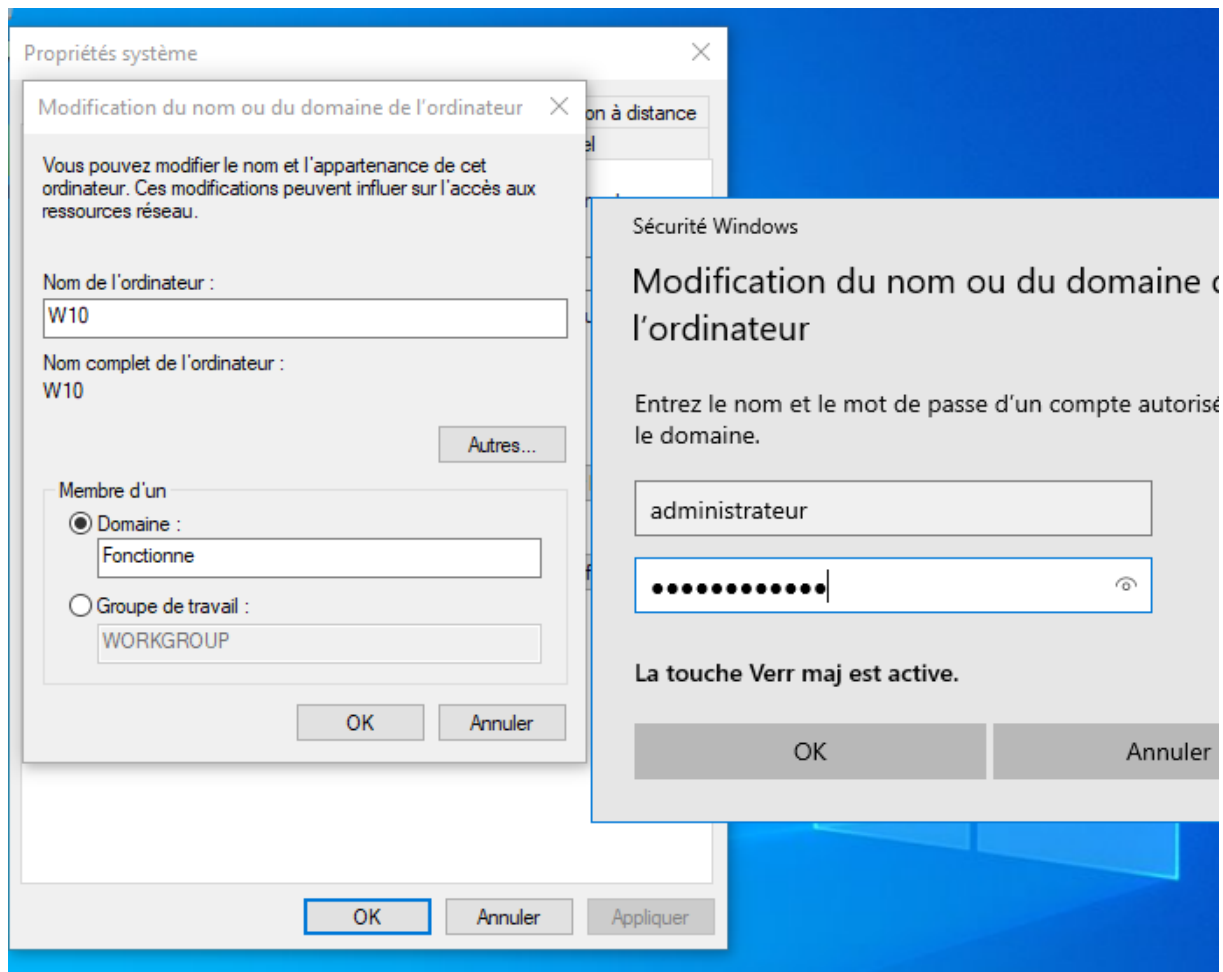 Propriétés système
Modification du nom ou du domaine de l'ordinateur
on à distance
el
Vous pouvez modifier le nom et l'appartenance de cet
ordinateur. Ces modifications peuvent influer sur l'accès aux
ressources réseau.
Nom de l'ordinateur :
W10
Nom complet de l'ordinateur :
W10
Autres...
Membre d'un
Domaine :
Fonctionne
Groupe de travail :
WORKGROUP
OK
Annuler
OK
Annuler
Appliquer
Sécurité Windows
Modification du nom ou du domaine
l'ordinateur
Entrez le nom et le mot de passe d'un compte autorisé
le domaine.
administrateur
La touche Verr maj est active.
OK
Annuler